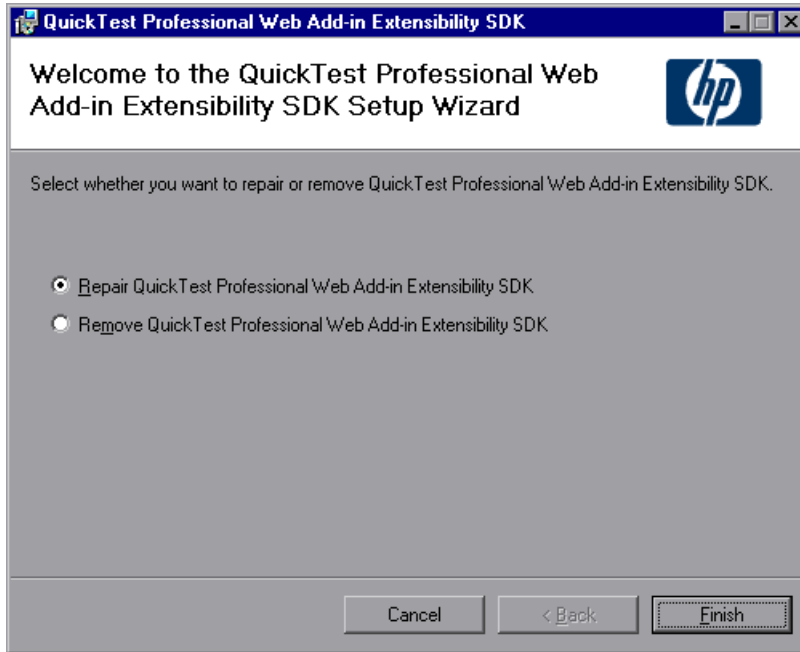 QuickTest Professional Web Add-in Extensibility SDK
Welcome to the QuickTest Professional Web
Add-in Extensibility SDK Setup Wizard
hp
Select whether you want to repair or remove QuickTest Professional Web Add-in Extensibility SDK.
Repair QuickTest Professional Web Add-in Extensibility SDK
Remove QuickTest Professional Web Add-in Extensibility SDK
Cancel
< Back
Finish